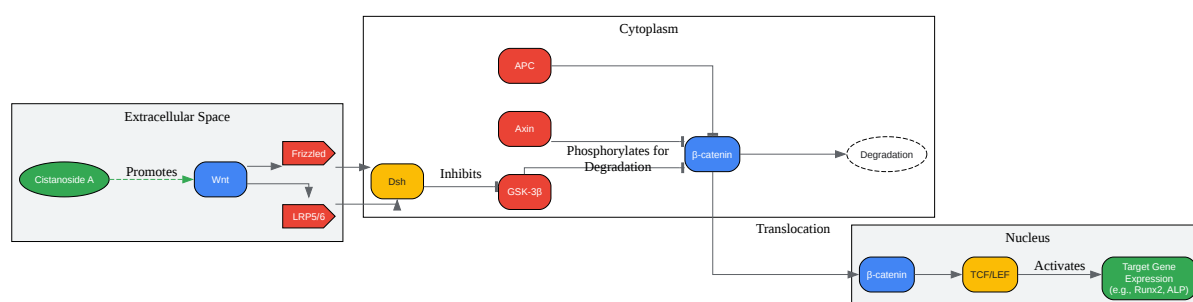 Cytoplasm
APC
Extracellular Space
Axin
Frizzled
Phosphorylates for
Degradation
β-catenin
Degradation
Cistanoside A
Promotes
Wnt
Dsh
Inhibits
GSK-3β
LRP5/6
Translocation
Nucleus
β-catenin
TCF/LEF
Activates
Target Gene
Expression
(e.g., Runx2, ALP)